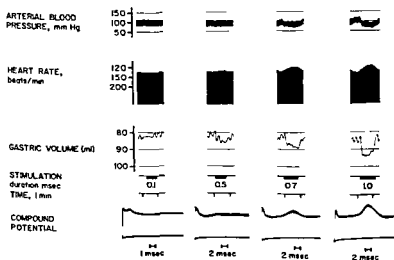 ARTERIAL BLOOD
PRESSURE, mm Hg
150
100
50
HEART RATE,
beats/min
120
150
200
GASTRIC VOLUME (ml)
80
90
100
STIMULATION
duration msec
0.1 0.5 0.7 1.0
TIME, 1 min
COMPOUND
POTENTIAL
1 msec 2 msec 2 msec 2 msec